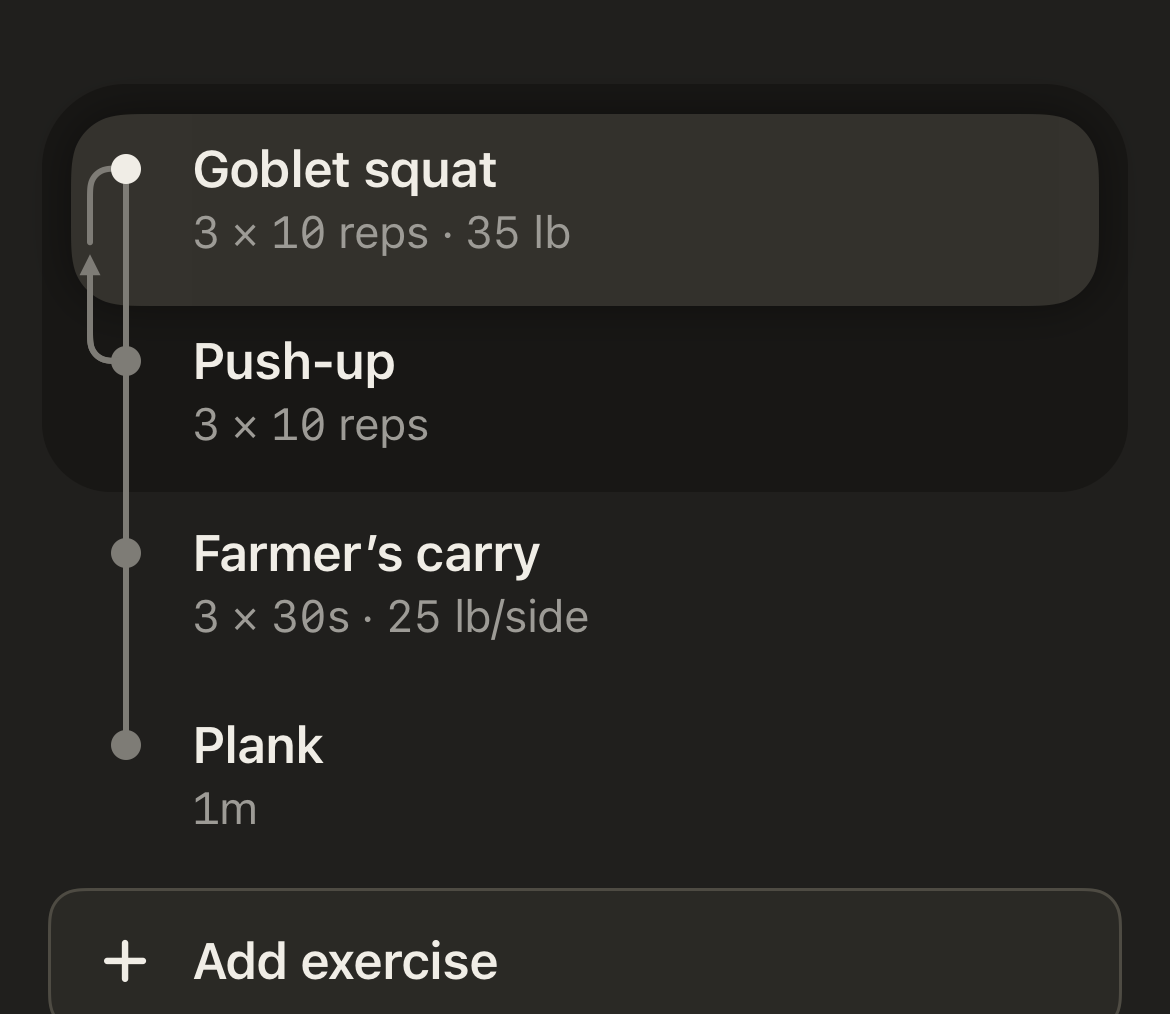 Goblet squat
3 × 10 reps · 35 lb
Push-up
3 × 10 reps
Farmer’s carry
3 × 30s · 25 lb/side
Plank
1m
Add exercise